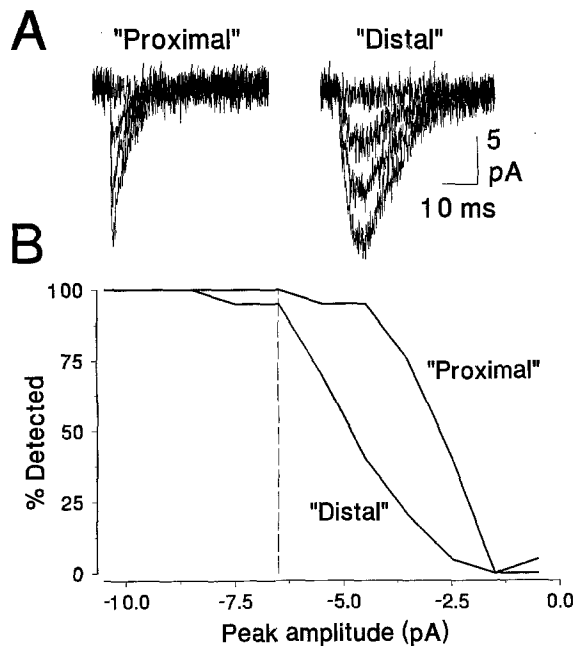 A
"Proximal"
"Distal"
5
pA
10 ms
B
100
75
50
25
0
% Detected
"Proximal"
"Distal"
-10.0
-7.5
-5.0
-2.5
0.0
Peak amplitude (pA)